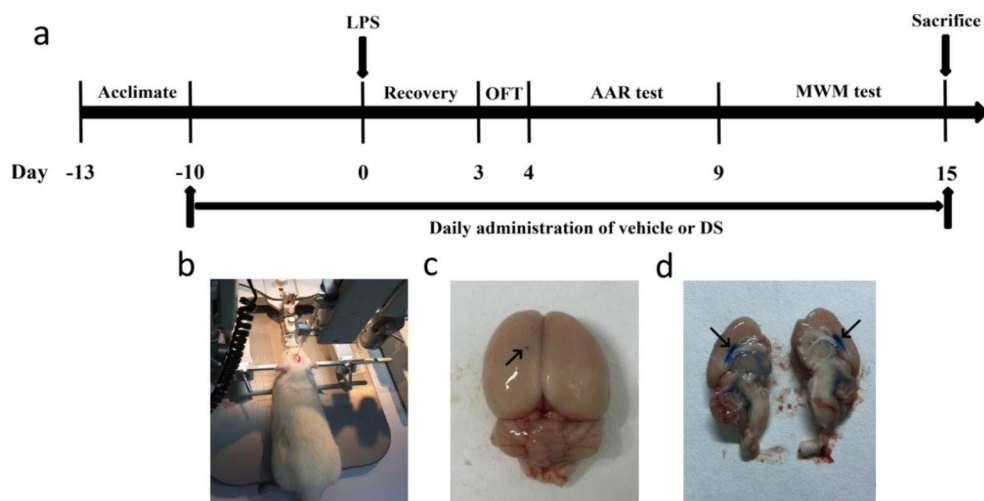 a
LPS
Sacrifice
Acclimate
Recovery
OFT
AAR test
MWM test
Day
-13
-10
0
3
4
9
15
Daily administration of vehicle or DS
b
c
d